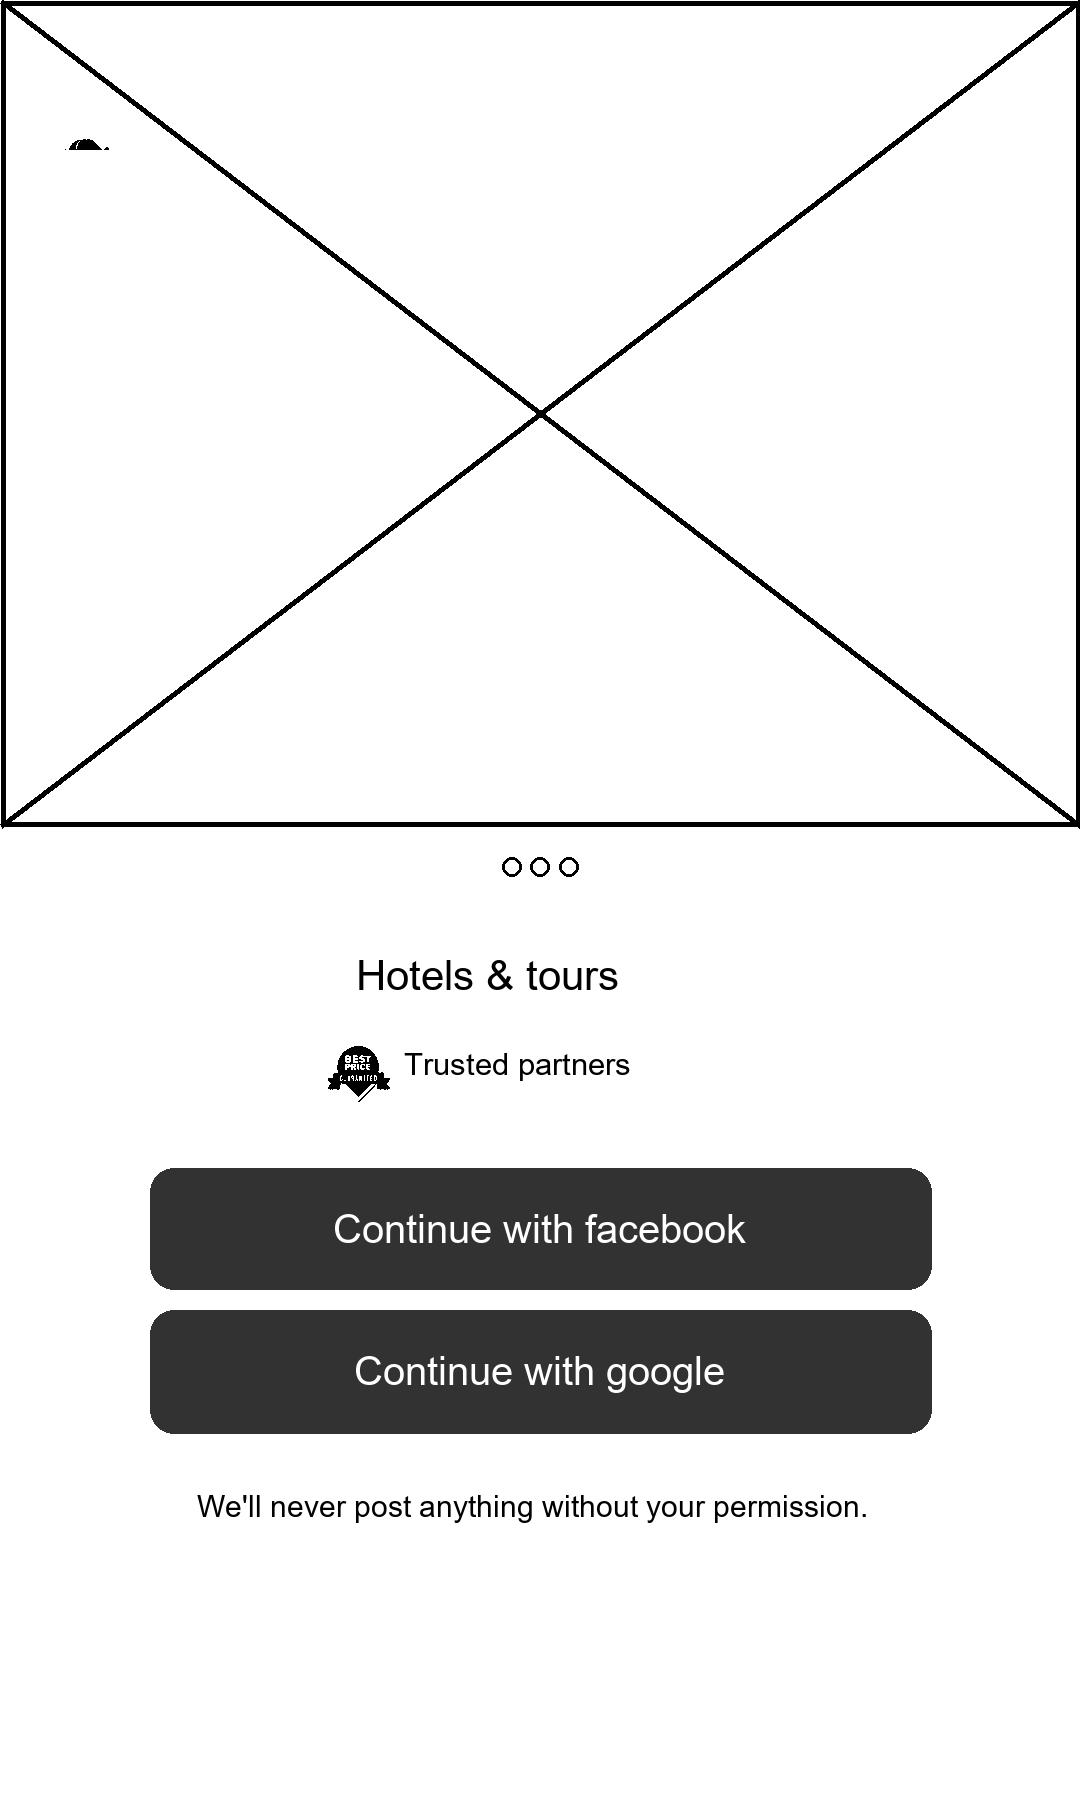 Hotels & tours
BEST
PRICE
GUARANTEED
Trusted partners
Continue with facebook
Continue with google
We'll never post anything without your permission.